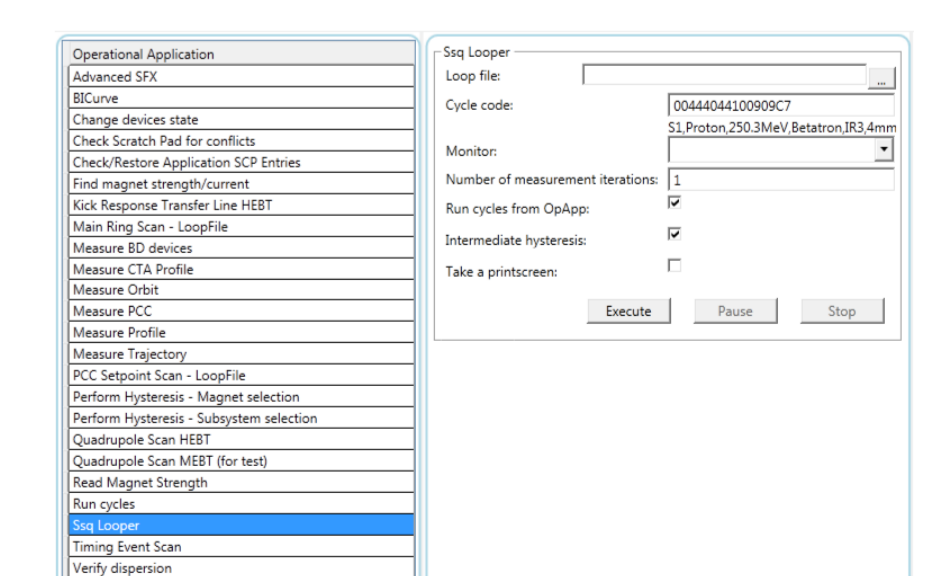 Operational Application
Advanced SFX
BICurve
Change devices state
Check Scratch Pad for conflicts
Check/Restore Application SCP Entries
Find magnet strength/current
Kick Response Transfer Line HEBT
Main Ring Scan - LoopFile
Measure BD devices
Measure CTA Profile
Measure Orbit
Measure PCC
Measure Profile
Measure Trajectory
PCC Setpoint Scan - LoopFile
Perform Hysteresis - Magnet selection
Perform Hysteresis - Subsystem selection
Quadrupole Scan HEBT
Quadrupole Scan MEBT (for test)
Read Magnet Strength
Run cycles
Ssq Looper
Timing Event Scan
Verify dispersion
Ssq Looper
Loop file: ...
Cycle code: 00444044100909C7
S1,Proton,250.3MeV,Betatron,IR3,4mm
Monitor:
Number of measurement iterations: 1
Run cycles from OpApp:
Intermediate hysteresis:
Take a printscreen:
Execute Pause Stop